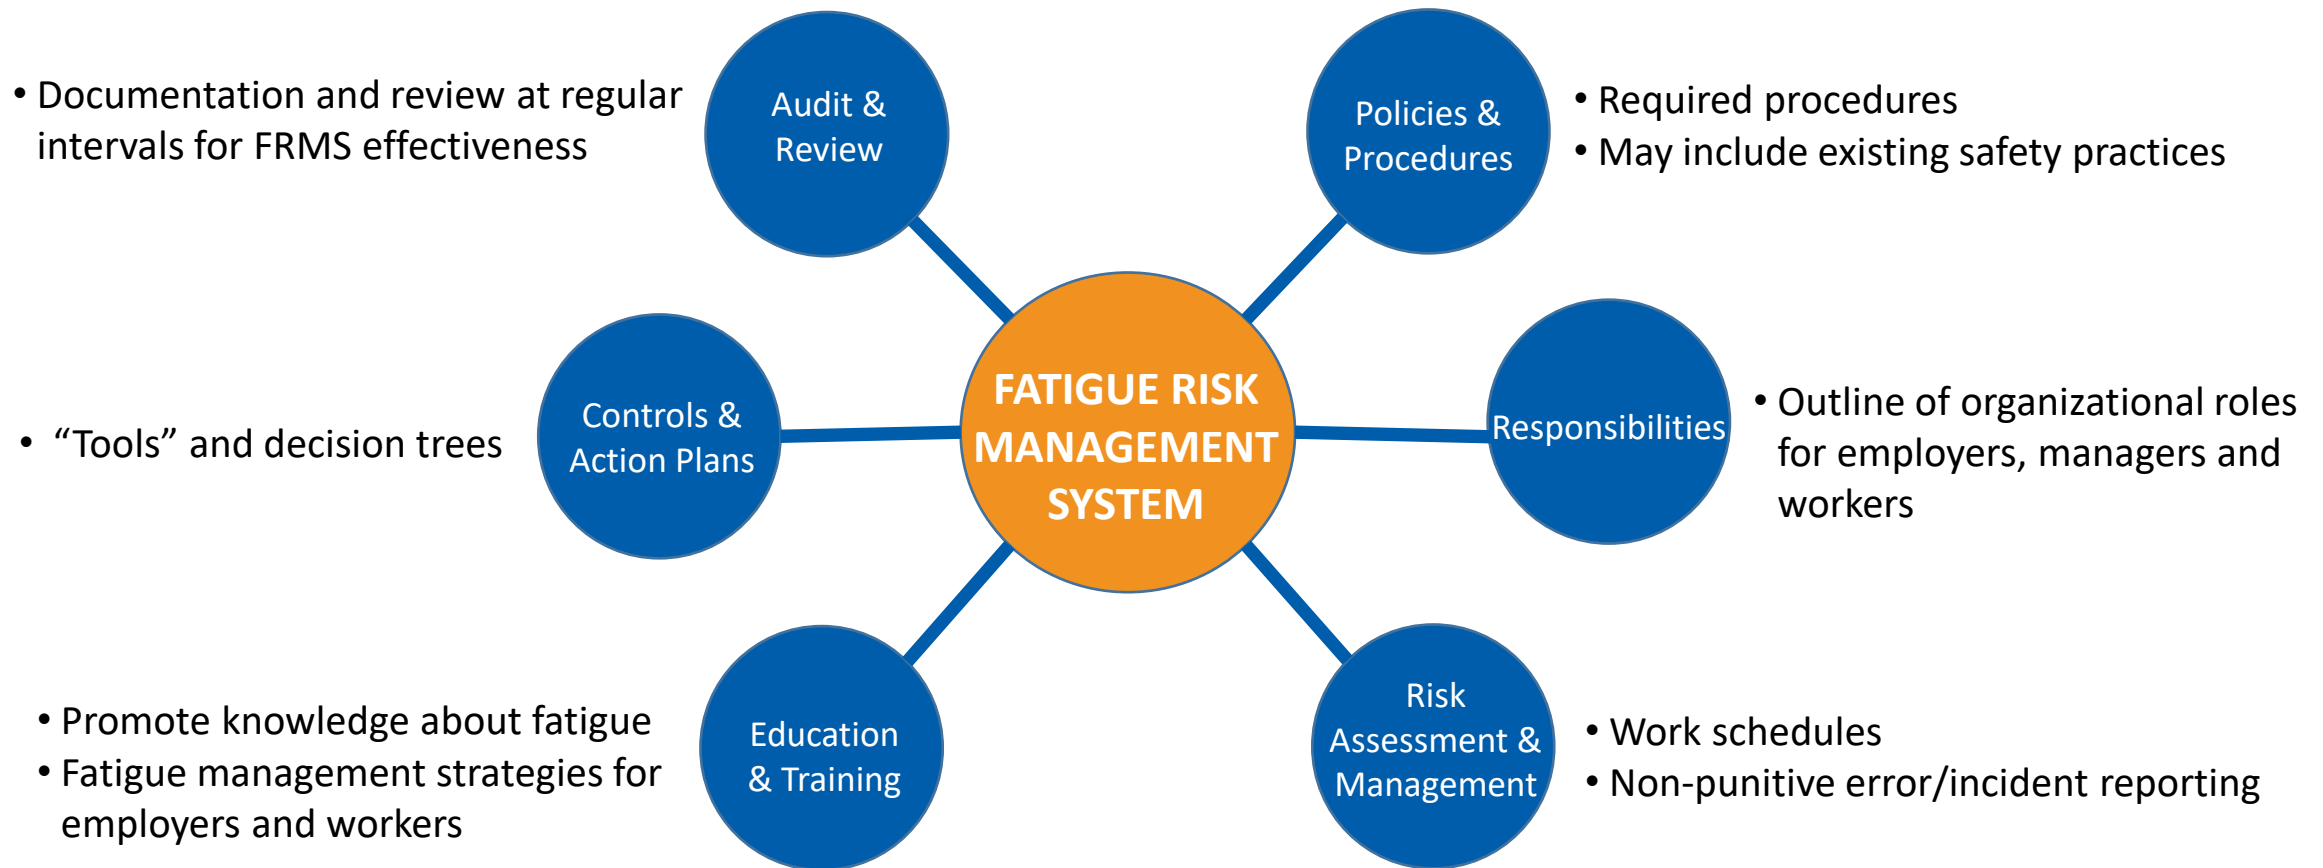 • Documentation and review at regular
intervals for FRMS effectiveness
Audit &
Review
Policies &
Procedures
• Required procedures
• May include existing safety practices
• “Tools” and decision trees
Controls &
Action Plans
FATIGUE RISK
MANAGEMENT
SYSTEM
Responsibilities
• Outline of organizational roles
for employers, managers and
workers
• Promote knowledge about fatigue
• Fatigue management strategies for
employers and workers
Education
& Training
Risk
Assessment &
Management
• Work schedules
• Non-punitive error/incident reporting